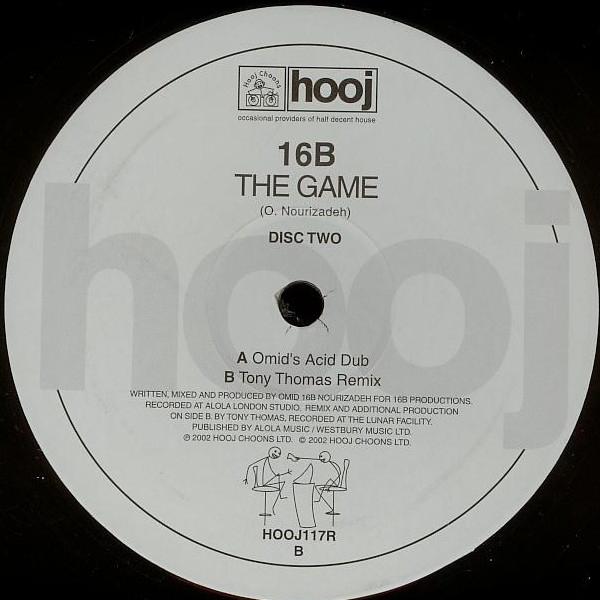 Hooj Choons
hooj
occasional providers of half decent house
16B
THE GAME
(O. Nourizadeh)
DISC TWO
hooj
A Omid's Acid Dub
B Tony Thomas Remix
WRITTEN, MIXED AND PRODUCED BY OMID 16B NOURIZADEH FOR 16B PRODUCTIONS.
RECORDED AT ALOLA LONDON STUDIO. REMIX AND ADDITIONAL PRODUCTION
ON SIDE B. BY TONY THOMAS, RECORDED AT THE LUNAR FACILITY.
PUBLISHED BY ALOLA MUSIC / WESTBURY MUSIC LTD.
℗ 2002 HOOJ CHOONS LTD. © 2002 HOOJ CHOONS LTD.
HOOJ117R
B